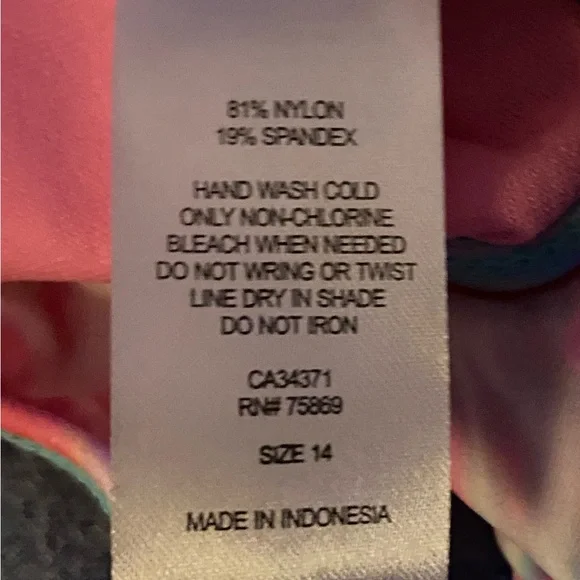 81% NYLON
19% SPANDEX
HAND WASH COLD
ONLY NON-CHLORINE
BLEACH WHEN NEEDED
DO NOT WRING OR TWIST
LINE DRY IN SHADE
DO NOT IRON
CA34371
RN# 75869
SIZE 14
MADE IN INDONESIA